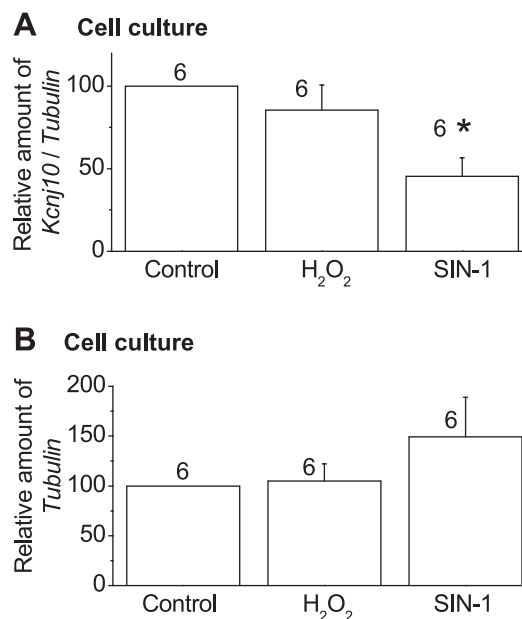 A Cell culture
Relative amount of
Kcnj10 / Tubulin
100
50
0
6
6
6 *
Control
H₂O₂
SIN-1
B Cell culture
Relative amount of
Tubulin
200
150
100
50
0
6
6
6
Control
H₂O₂
SIN-1